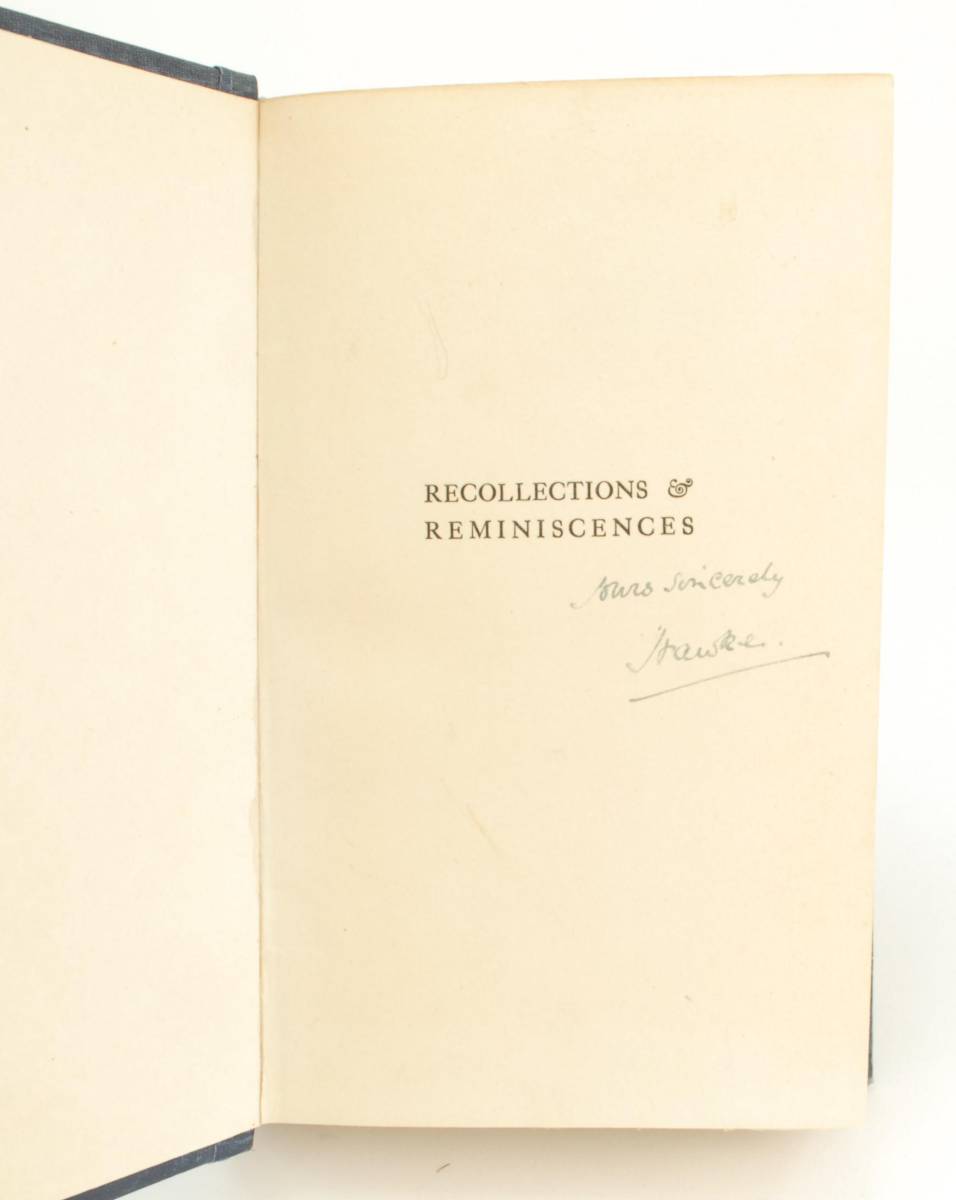 RECOLLECTIONS &
REMINISCENCES
Yours sincerely
Hawke.